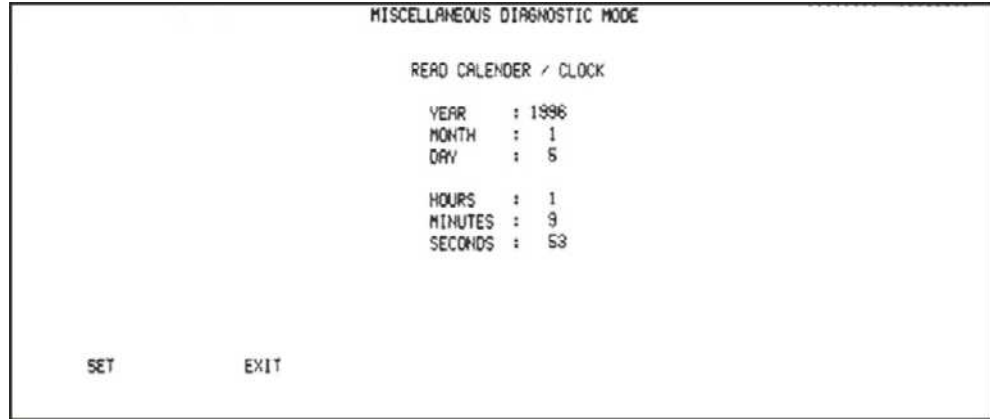 MISCELLANEOUS DIAGNOSTIC MODE
READ CALENDER / CLOCK
YEAR : 1996
MONTH : 1
DAY : 5
HOURS : 1
MINUTES : 9
SECONDS : 53
SET EXIT